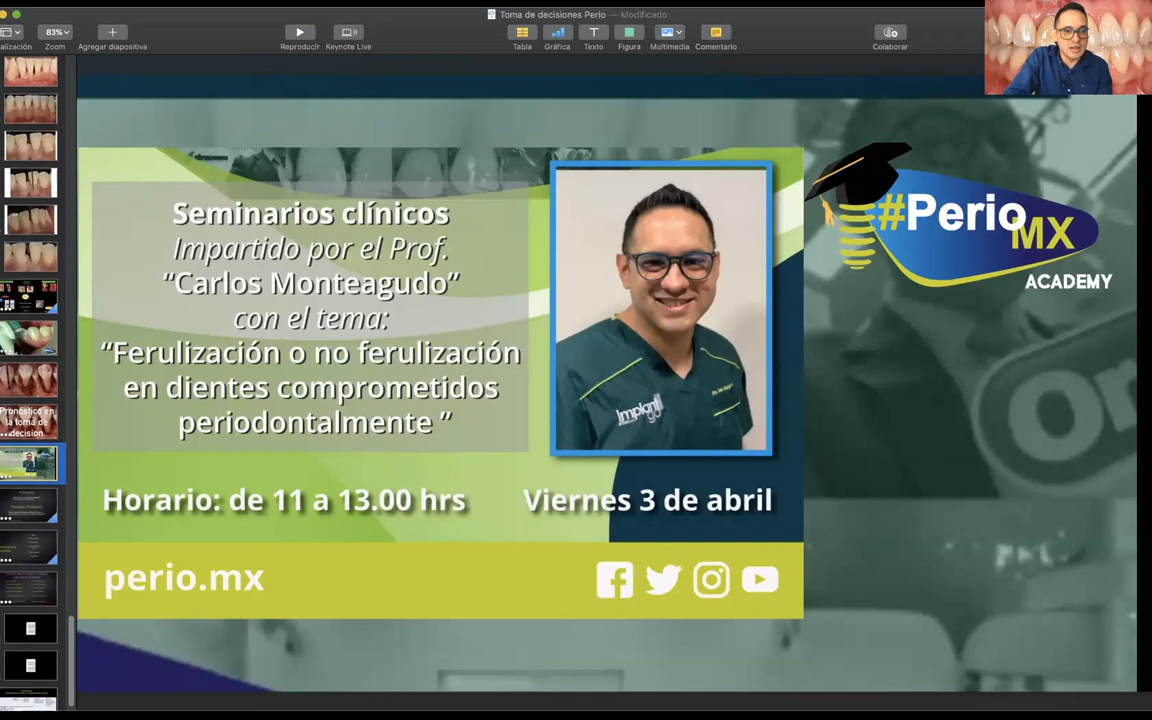 Toma de decisiones Perio — Modificado
83%
Zoom
Agregar diapositiva
Reproducir
Keynote Live
Tabla
Gráfica
Texto
Figura
Multimedia
Comentario
Colaborar
Seminarios clínicos
Impartido por el Prof.
“Carlos Monteagudo”
con el tema:
“Ferulización o no ferulización
en dientes comprometidos
periodontalmente ”
#Perio
MX
ACADEMY
Implant
Horario: de 11 a 13.00 hrs
Viernes 3 de abril
perio.mx
Pronóstico en
la toma de
decision